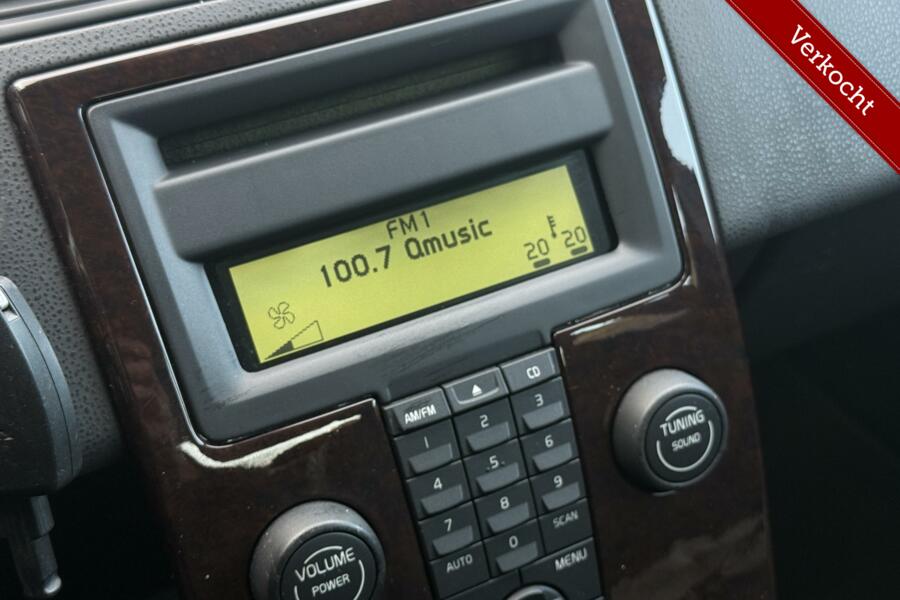 Verkocht
FM1
100.7 Qmusic
20 20
AM/FM
CD
1 2 3
4 5 6
7 8 9
AUTO 0 SCAN
MENU
TUNING
SOUND
VOLUME
POWER